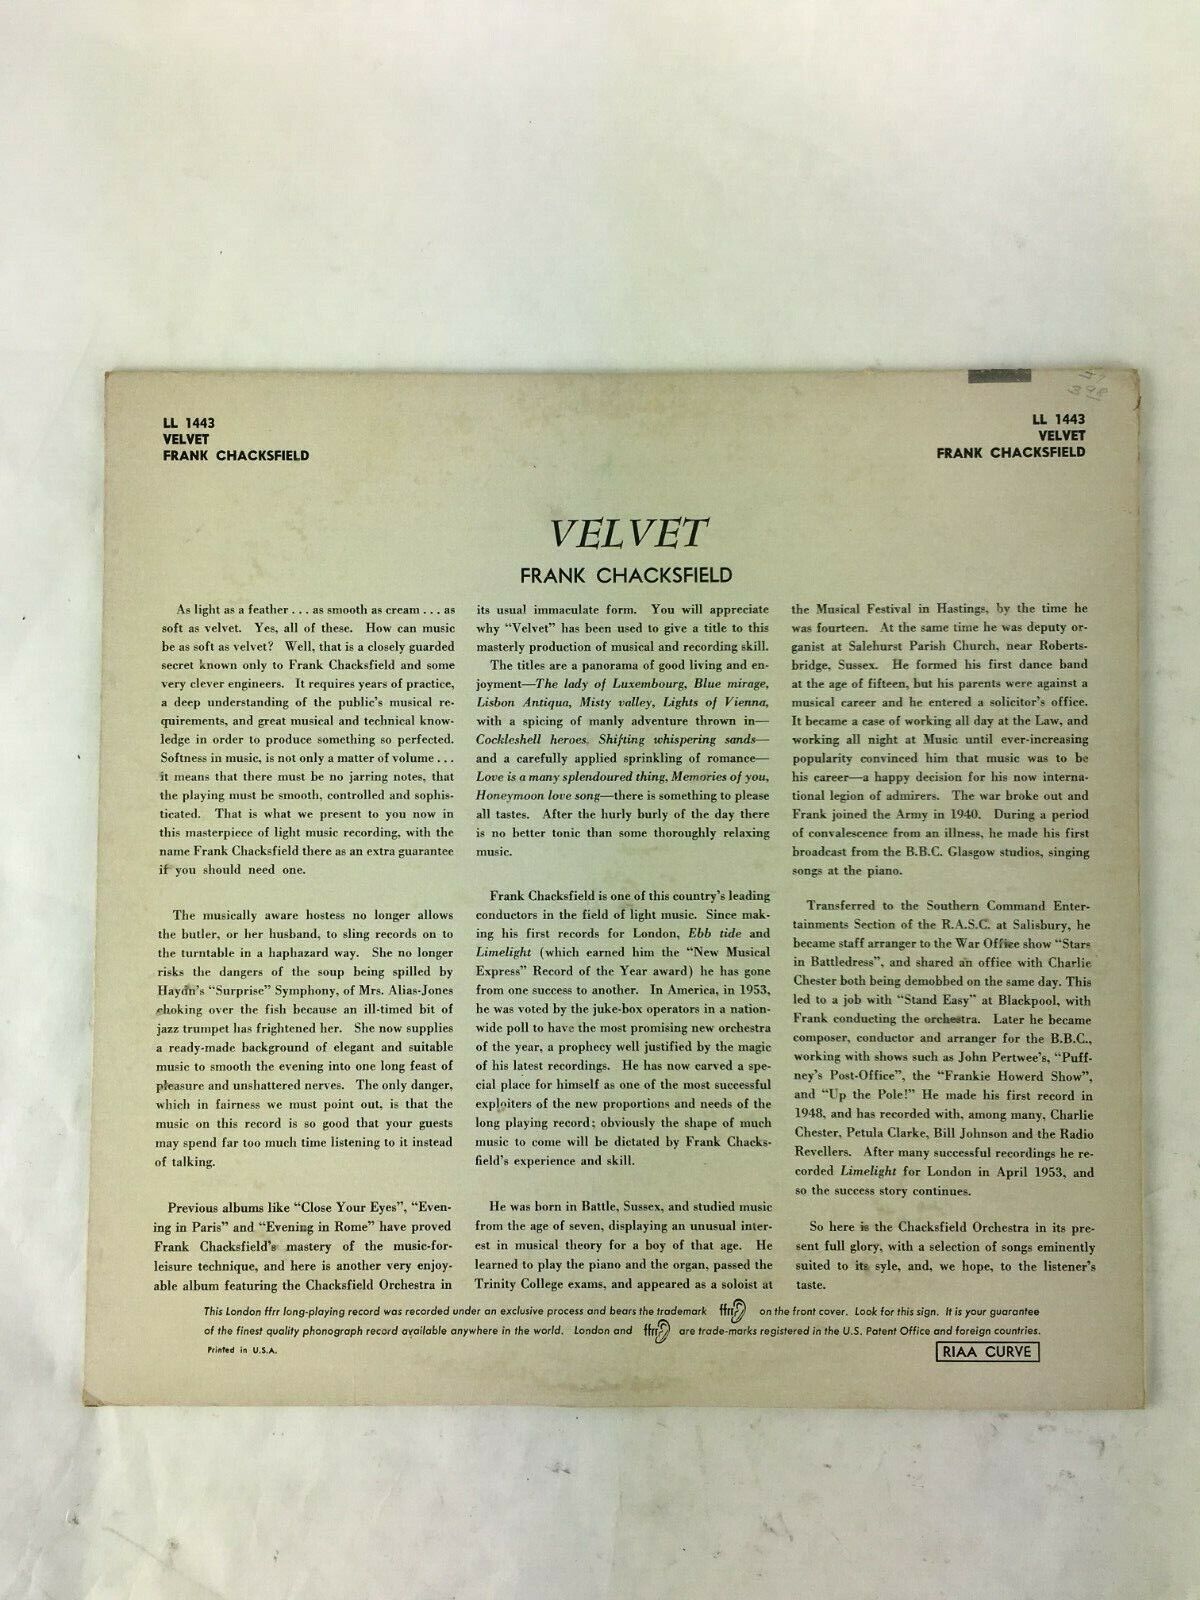 LL 1443
VELVET
FRANK CHACKSFIELD
LL 1443
VELVET
FRANK CHACKSFIELD
VELVET
FRANK CHACKSFIELD
As light as a feather . . . as smooth as cream . . . as
soft as velvet. Yes, all of these. How can music
be as soft as velvet? Well, that is a closely guarded
secret known only to Frank Chacksfield and some
very clever engineers. It requires years of practice,
a deep understanding of the public's musical re-
quirements, and great musical and technical know-
ledge in order to produce something so perfected.
Softness in music, is not only a matter of volume . . .
it means that there must be no jarring notes, that
the playing must be smooth, controlled and sophis-
ticated. That is what we present to you now in
this masterpiece of light music recording, with the
name Frank Chacksfield there as an extra guarantee
if you should need one.
The musically aware hostess no longer allows
the butler, or her husband, to sling records on to
the turntable in a haphazard way. She no longer
risks the dangers of the soup being spilled by
Haydn's "Surprise" Symphony, of Mrs. Alias-Jones
choking over the fish because an ill-timed bit of
jazz trumpet has frightened her. She now supplies
a ready-made background of elegant and suitable
music to smooth the evening into one long feast of
pleasure and unshattered nerves. The only danger,
which in fairness we must point out, is that the
music on this record is so good that your guests
may spend far too much time listening to it instead
of talking.
Previous albums like "Close Your Eyes", "Even-
ing in Paris" and "Evening in Rome" have proved
Frank Chacksfield's mastery of the music-for-
leisure technique, and here is another very enjoy-
able album featuring the Chacksfield Orchestra in
its usual immaculate form. You will appreciate
why "Velvet" has been used to give a title to this
masterly production of musical and recording skill.
The titles are a panorama of good living and en-
joyment—The lady of Luxembourg, Blue mirage,
Lisbon Antiqua, Misty valley, Lights of Vienna,
with a spicing of manly adventure thrown in—
Cockleshell heroes, Shifting whispering sands—
and a carefully applied sprinkling of romance—
Love is a many splendoured thing, Memories of you,
Honeymoon love song—there is something to please
all tastes. After the hurly burly of the day there
is no better tonic than some thoroughly relaxing
music.
Frank Chacksfield is one of this country's leading
conductors in the field of light music. Since mak-
ing his first records for London, Ebb tide and
Limelight (which earned him the "New Musical
Express" Record of the Year award) he has gone
from one success to another. In America, in 1953,
he was voted by the juke-box operators in a nation-
wide poll to have the most promising new orchestra
of the year, a prophecy well justified by the magic
of his latest recordings. He has now carved a spe-
cial place for himself as one of the most successful
exploiters of the new proportions and needs of the
long playing record; obviously the shape of much
music to come will be dictated by Frank Chacks-
field's experience and skill.
He was born in Battle, Sussex, and studied music
from the age of seven, displaying an unusual inter-
est in musical theory for a boy of that age. He
learned to play the piano and the organ, passed the
Trinity College exams, and appeared as a soloist at
the Musical Festival in Hastings, by the time he
was fourteen. At the same time he was deputy or-
ganist at Salehurst Parish Church, near Roberts-
bridge, Sussex. He formed his first dance band
at the age of fifteen, but his parents were against a
musical career and he entered a solicitor's office.
It became a case of working all day at the Law, and
working all night at Music until ever-increasing
popularity convinced him that music was to be
his career—a happy decision for his now interna-
tional legion of admirers. The war broke out and
Frank joined the Army in 1940. During a period
of convalescence from an illness, he made his first
broadcast from the B.B.C. Glasgow studios, singing
songs at the piano.
Transferred to the Southern Command Enter-
tainments Section of the R.A.S.C. at Salisbury, he
became staff arranger to the War Office show "Stars
in Battledress", and shared an office with Charlie
Chester both being demobbed on the same day. This
led to a job with "Stand Easy" at Blackpool, with
Frank conducting the orchestra. Later he became
composer, conductor and arranger for the B.B.C.,
working with shows such as John Pertwee's, "Puff-
ney's Post-Office", the "Frankie Howerd Show",
and "Up the Pole!" He made his first record in
1948, and has recorded with, among many, Charlie
Chester, Petula Clarke, Bill Johnson and the Radio
Revellers. After many successful recordings he re-
corded Limelight for London in April 1953, and
so the success story continues.
So here is the Chacksfield Orchestra in its pre-
sent full glory, with a selection of songs eminently
suited to its syle, and, we hope, to the listener's
taste.
This London ffrr long-playing record was recorded under an exclusive process and bears the trademark ffrr on the front cover. Look for this sign. It is your guarantee
of the finest quality phonograph record available anywhere in the world. London and ffrr are trade-marks registered in the U.S. Patent Office and foreign countries.
Printed in U.S.A.
RIAA CURVE